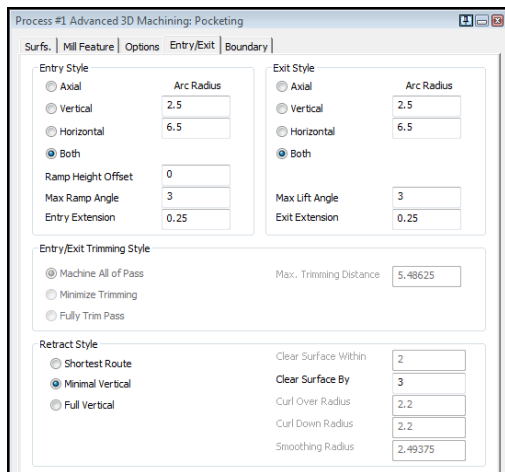 Process #1 Advanced 3D Machining: Pocketing
Surfs. Mill Feature Options Entry/Exit Boundary
Entry Style Exit Style
Axial Arc Radius Axial Arc Radius
Vertical 2.5 Vertical 2.5
Horizontal 6.5 Horizontal 6.5
Both Both
Ramp Height Offset 0
Max Ramp Angle 3 Max Lift Angle 3
Entry Extension 0.25 Exit Extension 0.25
Entry/Exit Trimming Style
Machine All of Pass Max. Trimming Distance 5.48625
Minimize Trimming
Fully Trim Pass
Retract Style
Shortest Route Clear Surface Within 2
Minimal Vertical Clear Surface By 3
Full Vertical Curl Over Radius 2.2
Curl Down Radius 2.2
Smoothing Radius 2.49375